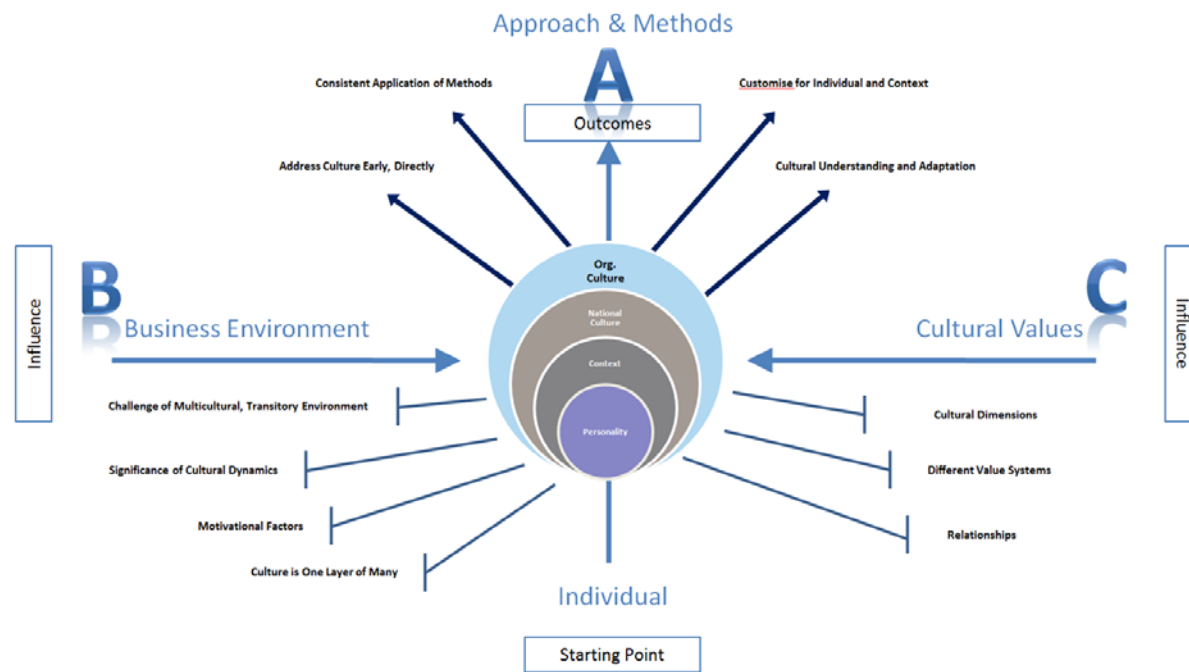 Approach & Methods
A
Consistent Application of Methods
Customise for Individual and Context
Outcomes
Address Culture Early, Directly
Cultural Understanding and Adaptation
Org.
Culture
B
C
Influence
Influence
National
Culture
Business Environment
Cultural Values
Context
Challenge of Multicultural, Transitory Environment
Cultural Dimensions
Personality
Significance of Cultural Dynamics
Different Value Systems
Motivational Factors
Relationships
Culture is One Layer of Many
Individual
Starting Point